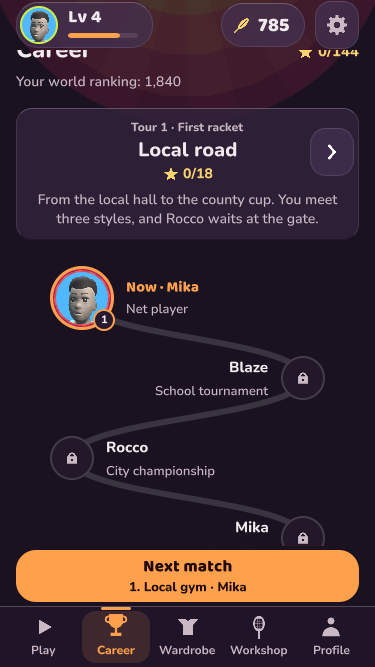 Lv 4
785
Career
0/144
Your world ranking: 1,840
Tour 1 · First racket
Local road
0/18
From the local hall to the county cup. You meet
three styles, and Rocco waits at the gate.
Now · Mika
1
Net player
Blaze
School tournament
Rocco
City championship
Mika
Next match
1. Local gym · Mika
Play
Career
Wardrobe
Workshop
Profile